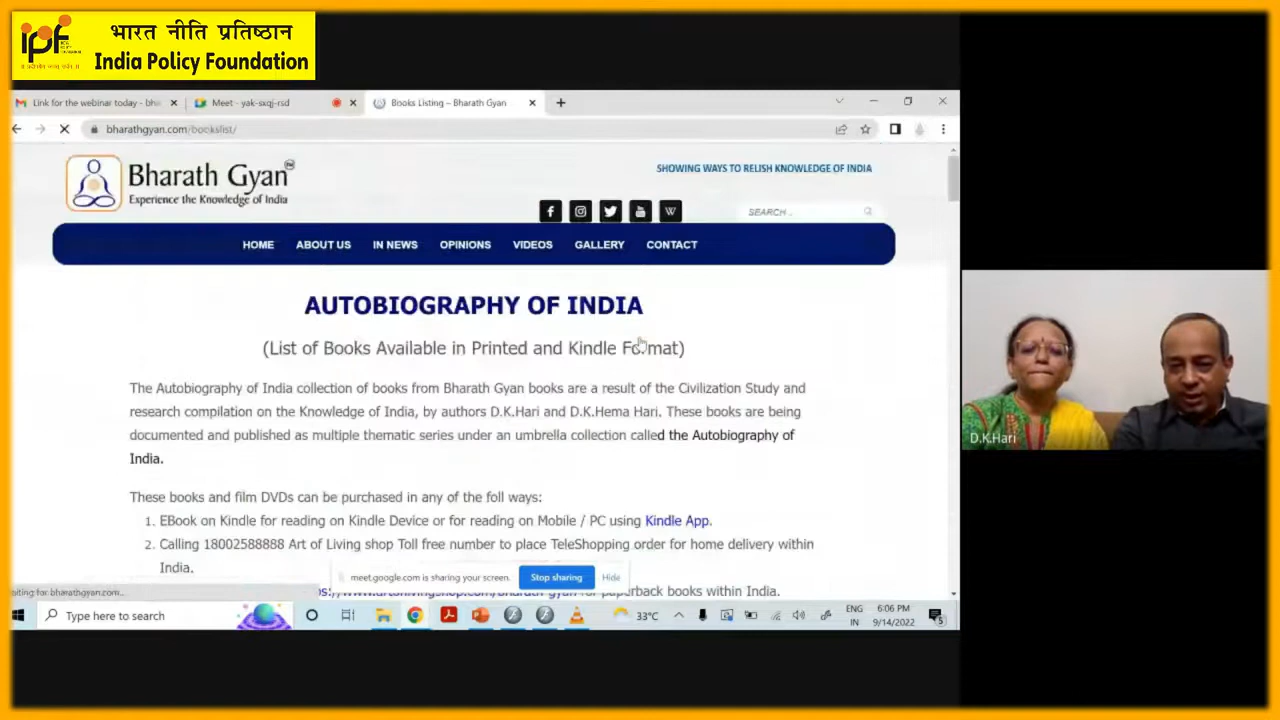 भारत नीति प्रतिष्ठान
India Policy Foundation
Link for the webinar today - bha
Meet - yak-sxqj-rsd
Books Listing – Bharath Gyan
bharathgyan.com/bookslist/
Bharath Gyan
Experience the Knowledge of India
SHOWING WAYS TO RELISH KNOWLEDGE OF INDIA
SEARCH ..
HOME ABOUT US IN NEWS OPINIONS VIDEOS GALLERY CONTACT
AUTOBIOGRAPHY OF INDIA
(List of Books Available in Printed and Kindle Format)
The Autobiography of India collection of books from Bharath Gyan books are a result of the Civilization Study and
research compilation on the Knowledge of India, by authors D.K.Hari and D.K.Hema Hari. These books are being
documented and published as multiple thematic series under an umbrella collection called the Autobiography of
India.
These books and film DVDs can be purchased in any of the foll ways:
1. EBook on Kindle for reading on Kindle Device or for reading on Mobile / PC using Kindle App.
2. Calling 18002588888 Art of Living shop Toll free number to place TeleShopping order for home delivery within
India.
paperback books within India.
meet.google.com is sharing your screen. Stop sharing Hide
iting for bharathgyan.com...
Type here to search
33°C
ENG
IN
6:06 PM
9/14/2022
D.K.Hari